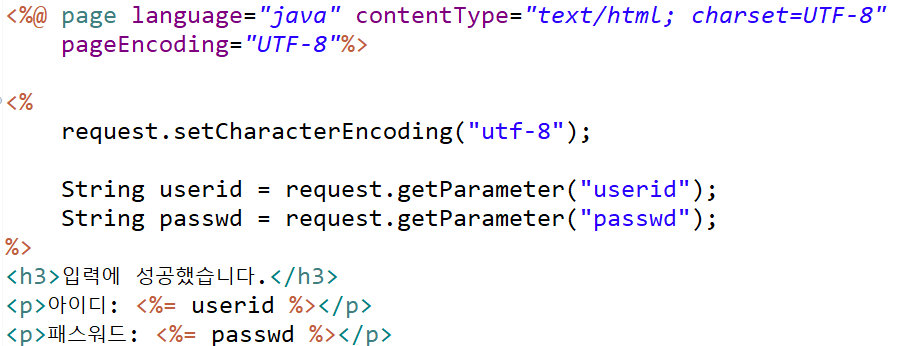 <%@ page language="java" contentType="text/html; charset=UTF-8"
    pageEncoding="UTF-8"%>
<%
    request.setCharacterEncoding("utf-8");
    String userid = request.getParameter("userid");
    String passwd = request.getParameter("passwd");
%>
<h3>입력에 성공했습니다.</h3>
<p>아이디: <%= userid %></p>
<p>패스워드: <%= passwd %></p>